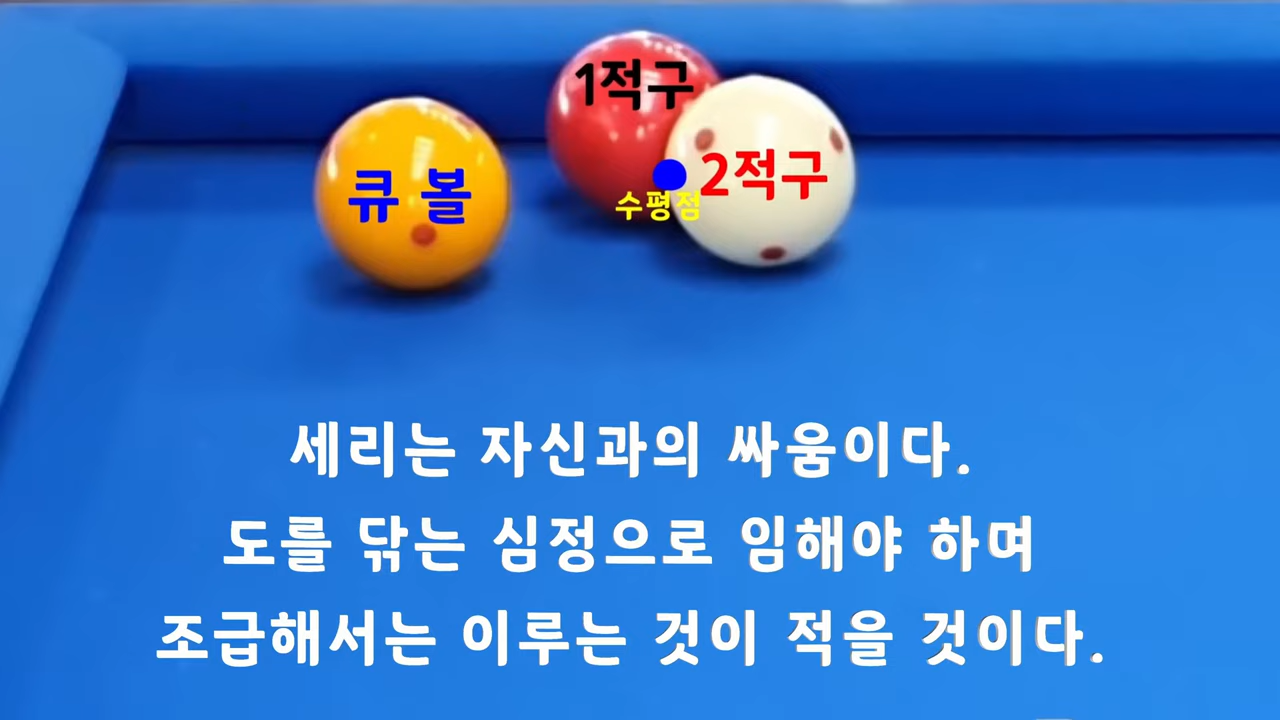 1적구
2적구
큐 볼
수평점
세리는 자신과의 싸움이다.
도를 닦는 심정으로 임해야 하며
조급해서는 이루는 것이 적을 것이다.